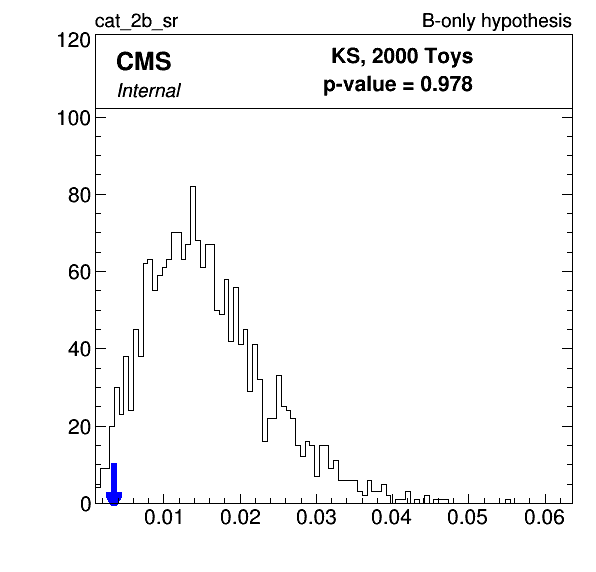 cat_2b_sr B-only hypothesis
CMS KS, 2000 Toys
Internal p-value = 0.978
120
100
80
60
40
20
0
0.01 0.02 0.03 0.04 0.05 0.06